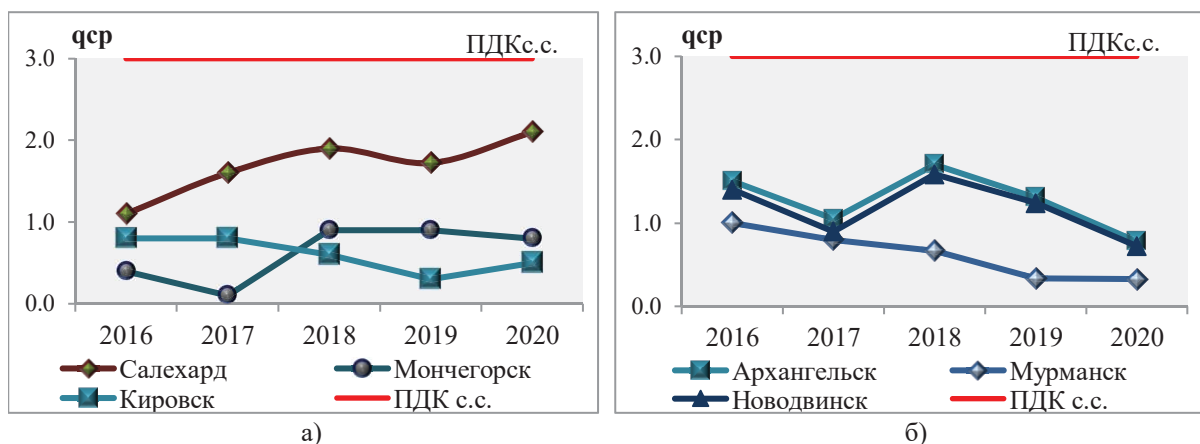 qcp
ПДКс.с.
3.0
2.0
1.0
0.0
2016 2017 2018 2019 2020
Салехард Мончегорск
Кировск ПДК с.с.
а)
qcp
ПДКс.с.
3.0
2.0
1.0
0.0
2016 2017 2018 2019 2020
Архангельск Мурманск
Новодвинск ПДК с.с.
б)